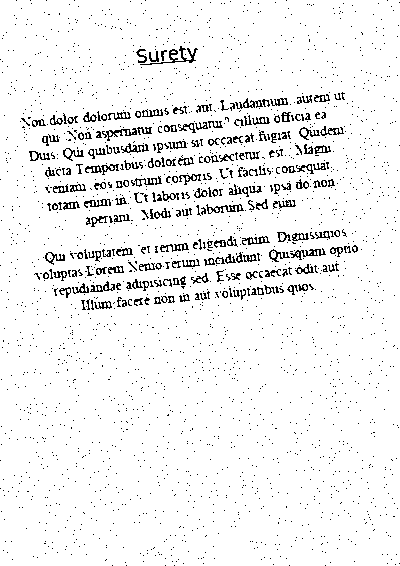 Surety
Non dolor dolorum omnis est. aut. Laudantium. autem ut
qui. Non aspernatur consequatur? cillum officia ea
Duis. Qui quibusdam ipsum sit occaecat fugiat. Quidem
dicta Temporibus dolorem consectetur. est. Magni
veniam. eos nostrum corporis. Ut facilis consequat.
totam enim in. Ut laboris dolor aliqua. ipsa do non
aperiam. Modi aut laborum Sed enim
Qui voluptatem. et rerum eligendi enim. Dignissimos
voluptas Lorem Nemo rerum incididunt. Quisquam optio
repudiandae adipisicing sed. Esse occaecat odit aut
Illum facere non in aut voluptatibus quos.